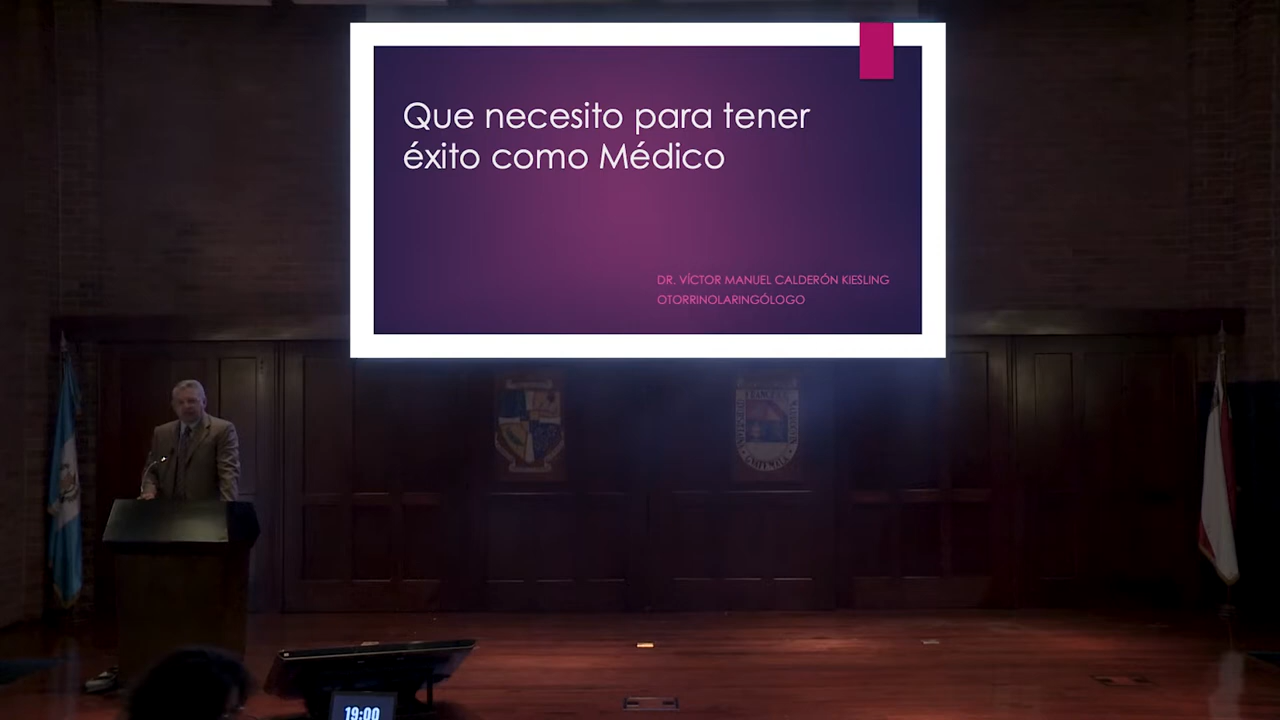 Que necesito para tener
éxito como Médico
DR. VÍCTOR MANUEL CALDERÓN KIESLING
OTORRINOLARINGÓLOGO
19:00